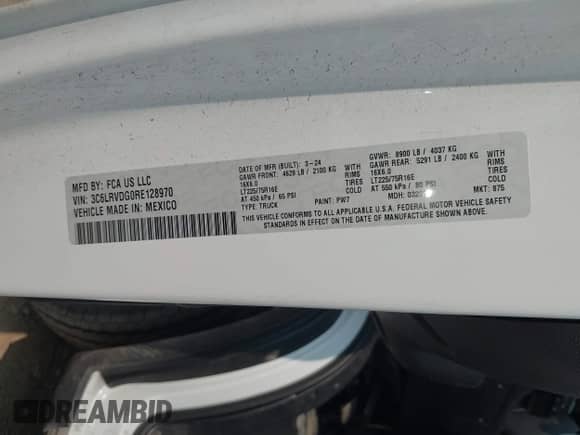 MFD BY: FCA US LLC
VIN: 3C6LRVDG0RE128970
VEHICLE MADE IN: MEXICO
MFR DATE (BUILT): 3-24
GAWR FRONT: 4629 LB / 2100 KG
16X6.0 WITH
LT225/75R16E RIMS
TIRES
AT 450 kPa / 65 PSI COLD
TYPE: TRUCK
PAINT: PW7
GVWR: 8900 LB / 4037 KG
GAWR REAR: 5291 LB / 2400 KG
16X6.0 WITH
LT225/75R16E RIMS
TIRES
AT 550 kPa / 80 PSI COLD
MDH: MKT: 875
THIS VEHICLE CONFORMS TO ALL APPLICABLE U.S.A. FEDERAL MOTOR VEHICLE SAFETY
STANDARDS IN EFFECT ON THE DATE OF MANUFACTURE SHOWN ABOVE.
DREAMBID